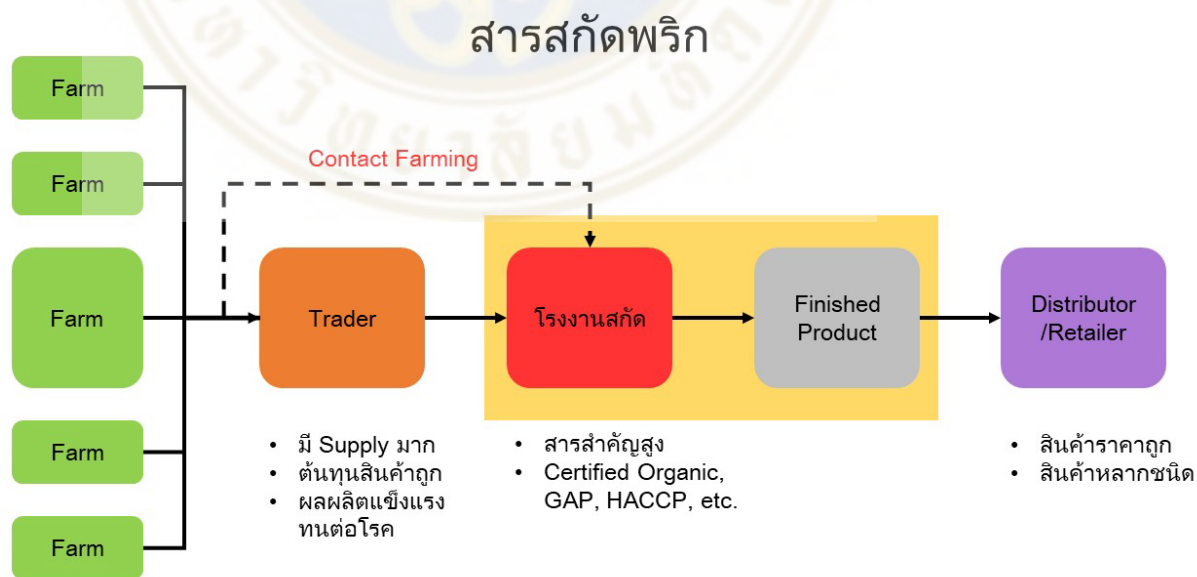 สารสกัดพริก
Farm
Farm
Farm
Farm
Farm
Contact Farming
Trader
โรงงานสกัด
Finished
Product
Distributor
/Retailer
• มี Supply มาก
• ต้นทุนสินค้าถูก
• ผลผลิตแข็งแรง
ทนต่อโรค
• สารสำคัญสูง
• Certified Organic,
GAP, HACCP, etc.
• สินค้าราคาถูก
• สินค้าหลากชนิด